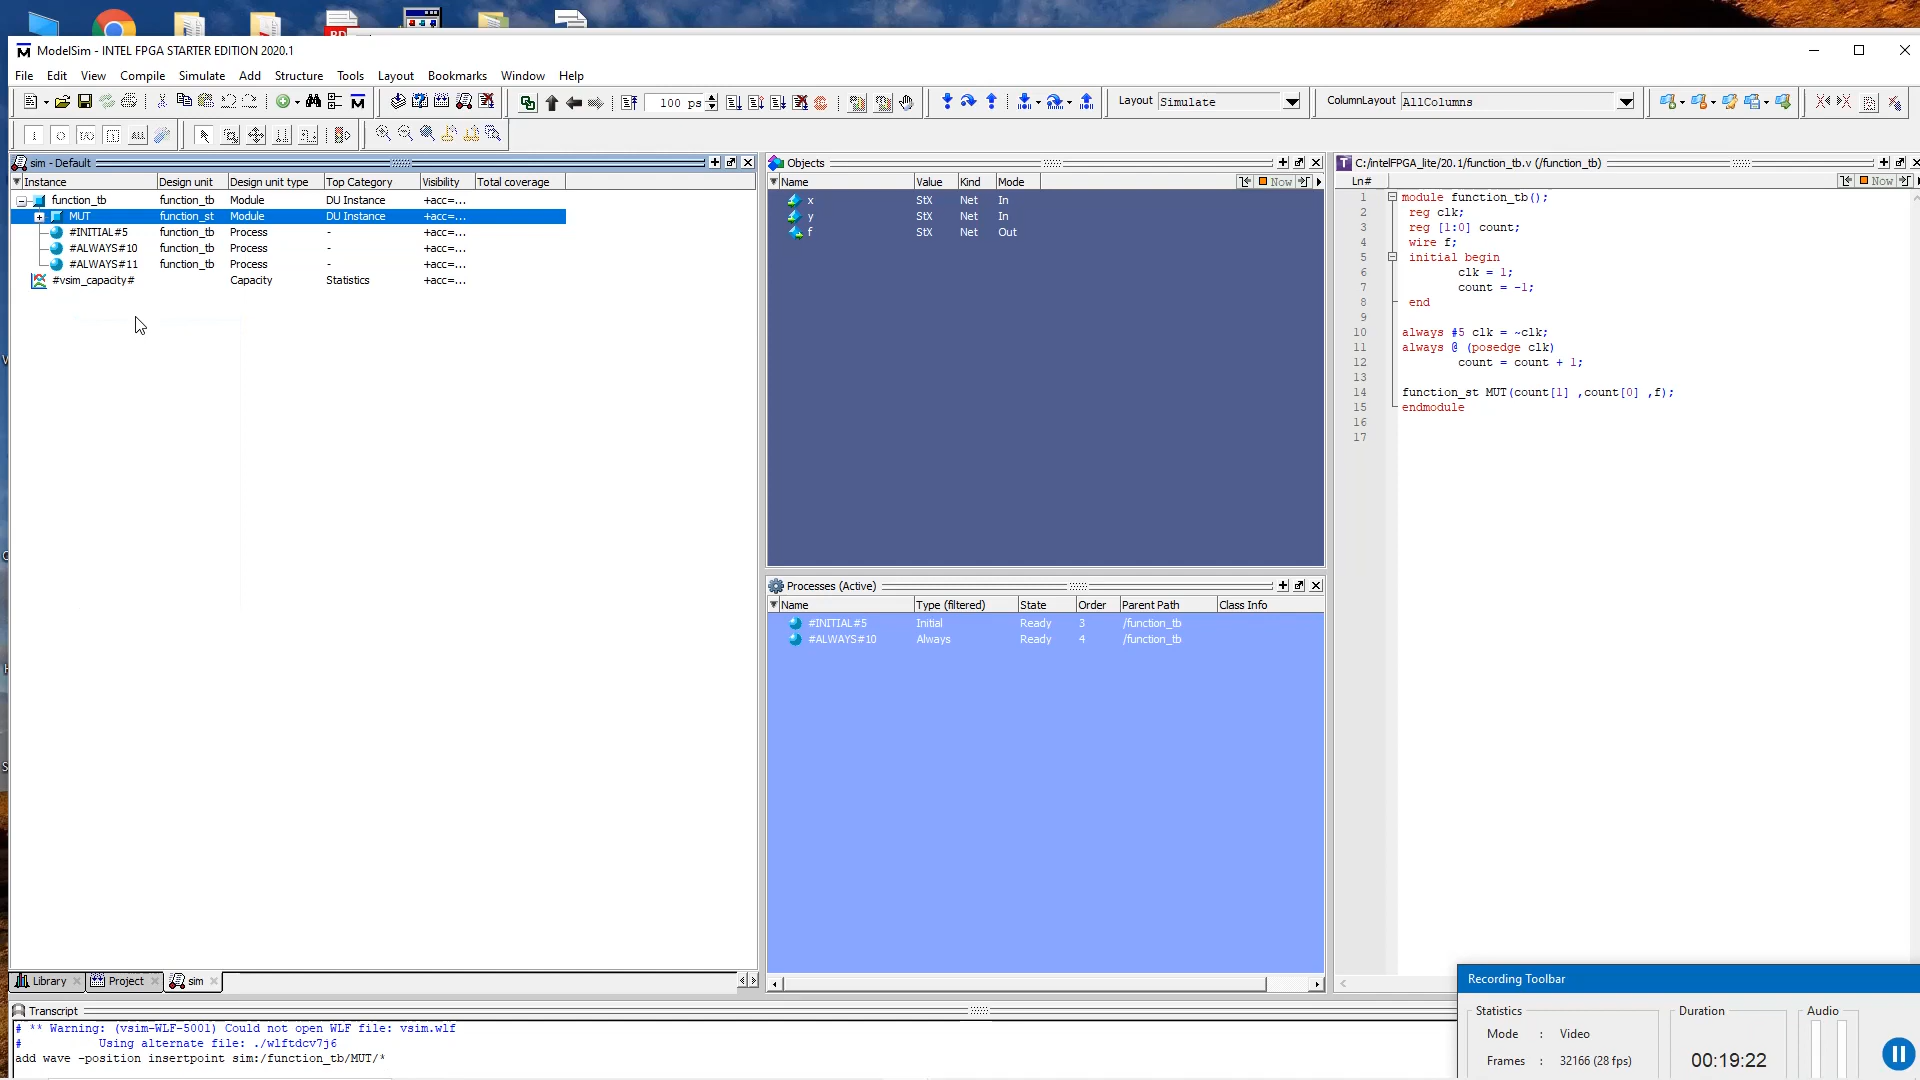 ModelSim - INTEL FPGA STARTER EDITION 2020.1
File Edit View Compile Simulate Add Structure Tools Layout Bookmarks Window Help
100 ps
Layout Simulate
ColumnLayout AllColumns
sim - Default
Instance Design unit Design unit type Top Category Visibility Total coverage
function_tb function_tb Module DU Instance +acc=...
MUT function_st Module DU Instance +acc=...
#INITIAL#5 function_tb Process - +acc=...
#ALWAYS#10 function_tb Process - +acc=...
#ALWAYS#11 function_tb Process - +acc=...
#vsim_capacity# Capacity Statistics +acc=...
Objects
Name Value Kind Mode Now
x StX Net In
y StX Net In
f StX Net Out
Processes (Active)
Name Type (filtered) State Order Parent Path Class Info
#INITIAL#5 Initial Ready 3 /function_tb
#ALWAYS#10 Always Ready 4 /function_tb
C:/intelFPGA_lite/20.1/function_tb.v (/function_tb)
Ln# Now
1 module function_tb();
2 reg clk;
3 reg [1:0] count;
4 wire f;
5 initial begin
6 clk = 1;
7 count = -1;
8 end
9
10 always #5 clk = ~clk;
11 always @ (posedge clk)
12 count = count + 1;
13
14 function_st MUT(count[1] ,count[0] ,f);
15 endmodule
16
17
Library Project sim
Transcript
# ** Warning: (vsim-WLF-5001) Could not open WLF file: vsim.wlf
# Using alternate file: ./wlftdcv7j6
add wave -position insertpoint sim:/function_tb/MUT/*
Recording Toolbar
Statistics Duration Audio
Mode : Video
Frames : 32166 (28 fps)
00:19:22